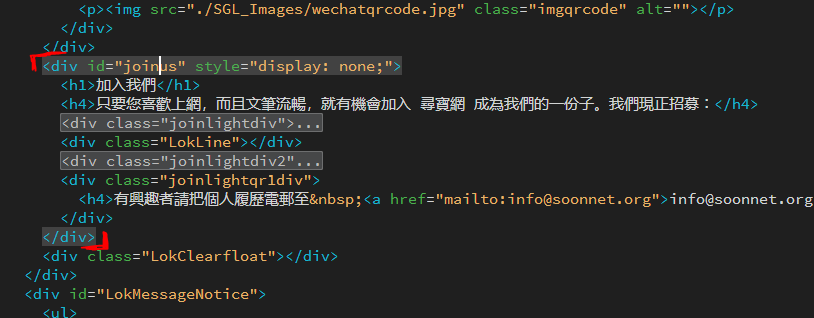 <p><img src="./SGL_Images/wechatqrcode.jpg" class="imgqrcode" alt=""></p>
</div>
</div>
<div id="joinus" style="display: none;">
<h1>加入我們</h1>
<h4>只要您喜歡上網，而且文筆流暢，就有機會加入 尋寶網 成為我們的一份子。我們現正招募：</h4>
<div class="joinlightdiv">...
<div class="LokLine"></div>
<div class="joinlightdiv2"...
<div class="joinlightqr1div">
<h4>有興趣者請把個人履歷電郵至&nbsp;<a href="mailto:info@soonnet.org">info@soonnet.org
</div>
</div>
<div class="LokClearfloat"></div>
</div>
<div id="LokMessageNotice">
<ul>